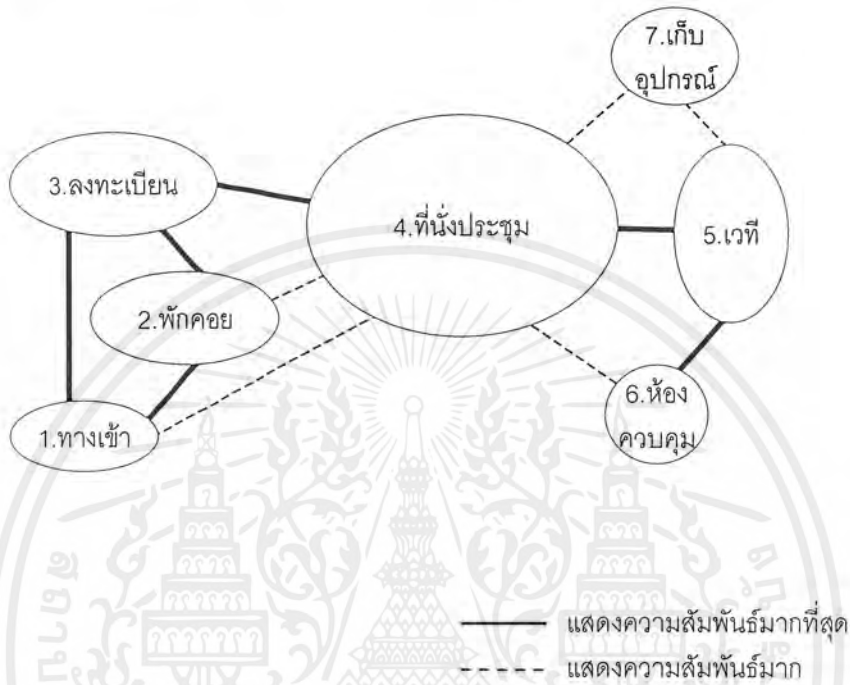 7.เก็บ
อุปกรณ์
3.ลงทะเบียน
4.ที่นั่งประชุม
5.เวที
2.พักคอย
6.ห้อง
ควบคุม
1.ทางเข้า
แสดงความสัมพันธ์มากที่สุด
แสดงความสัมพันธ์มาก